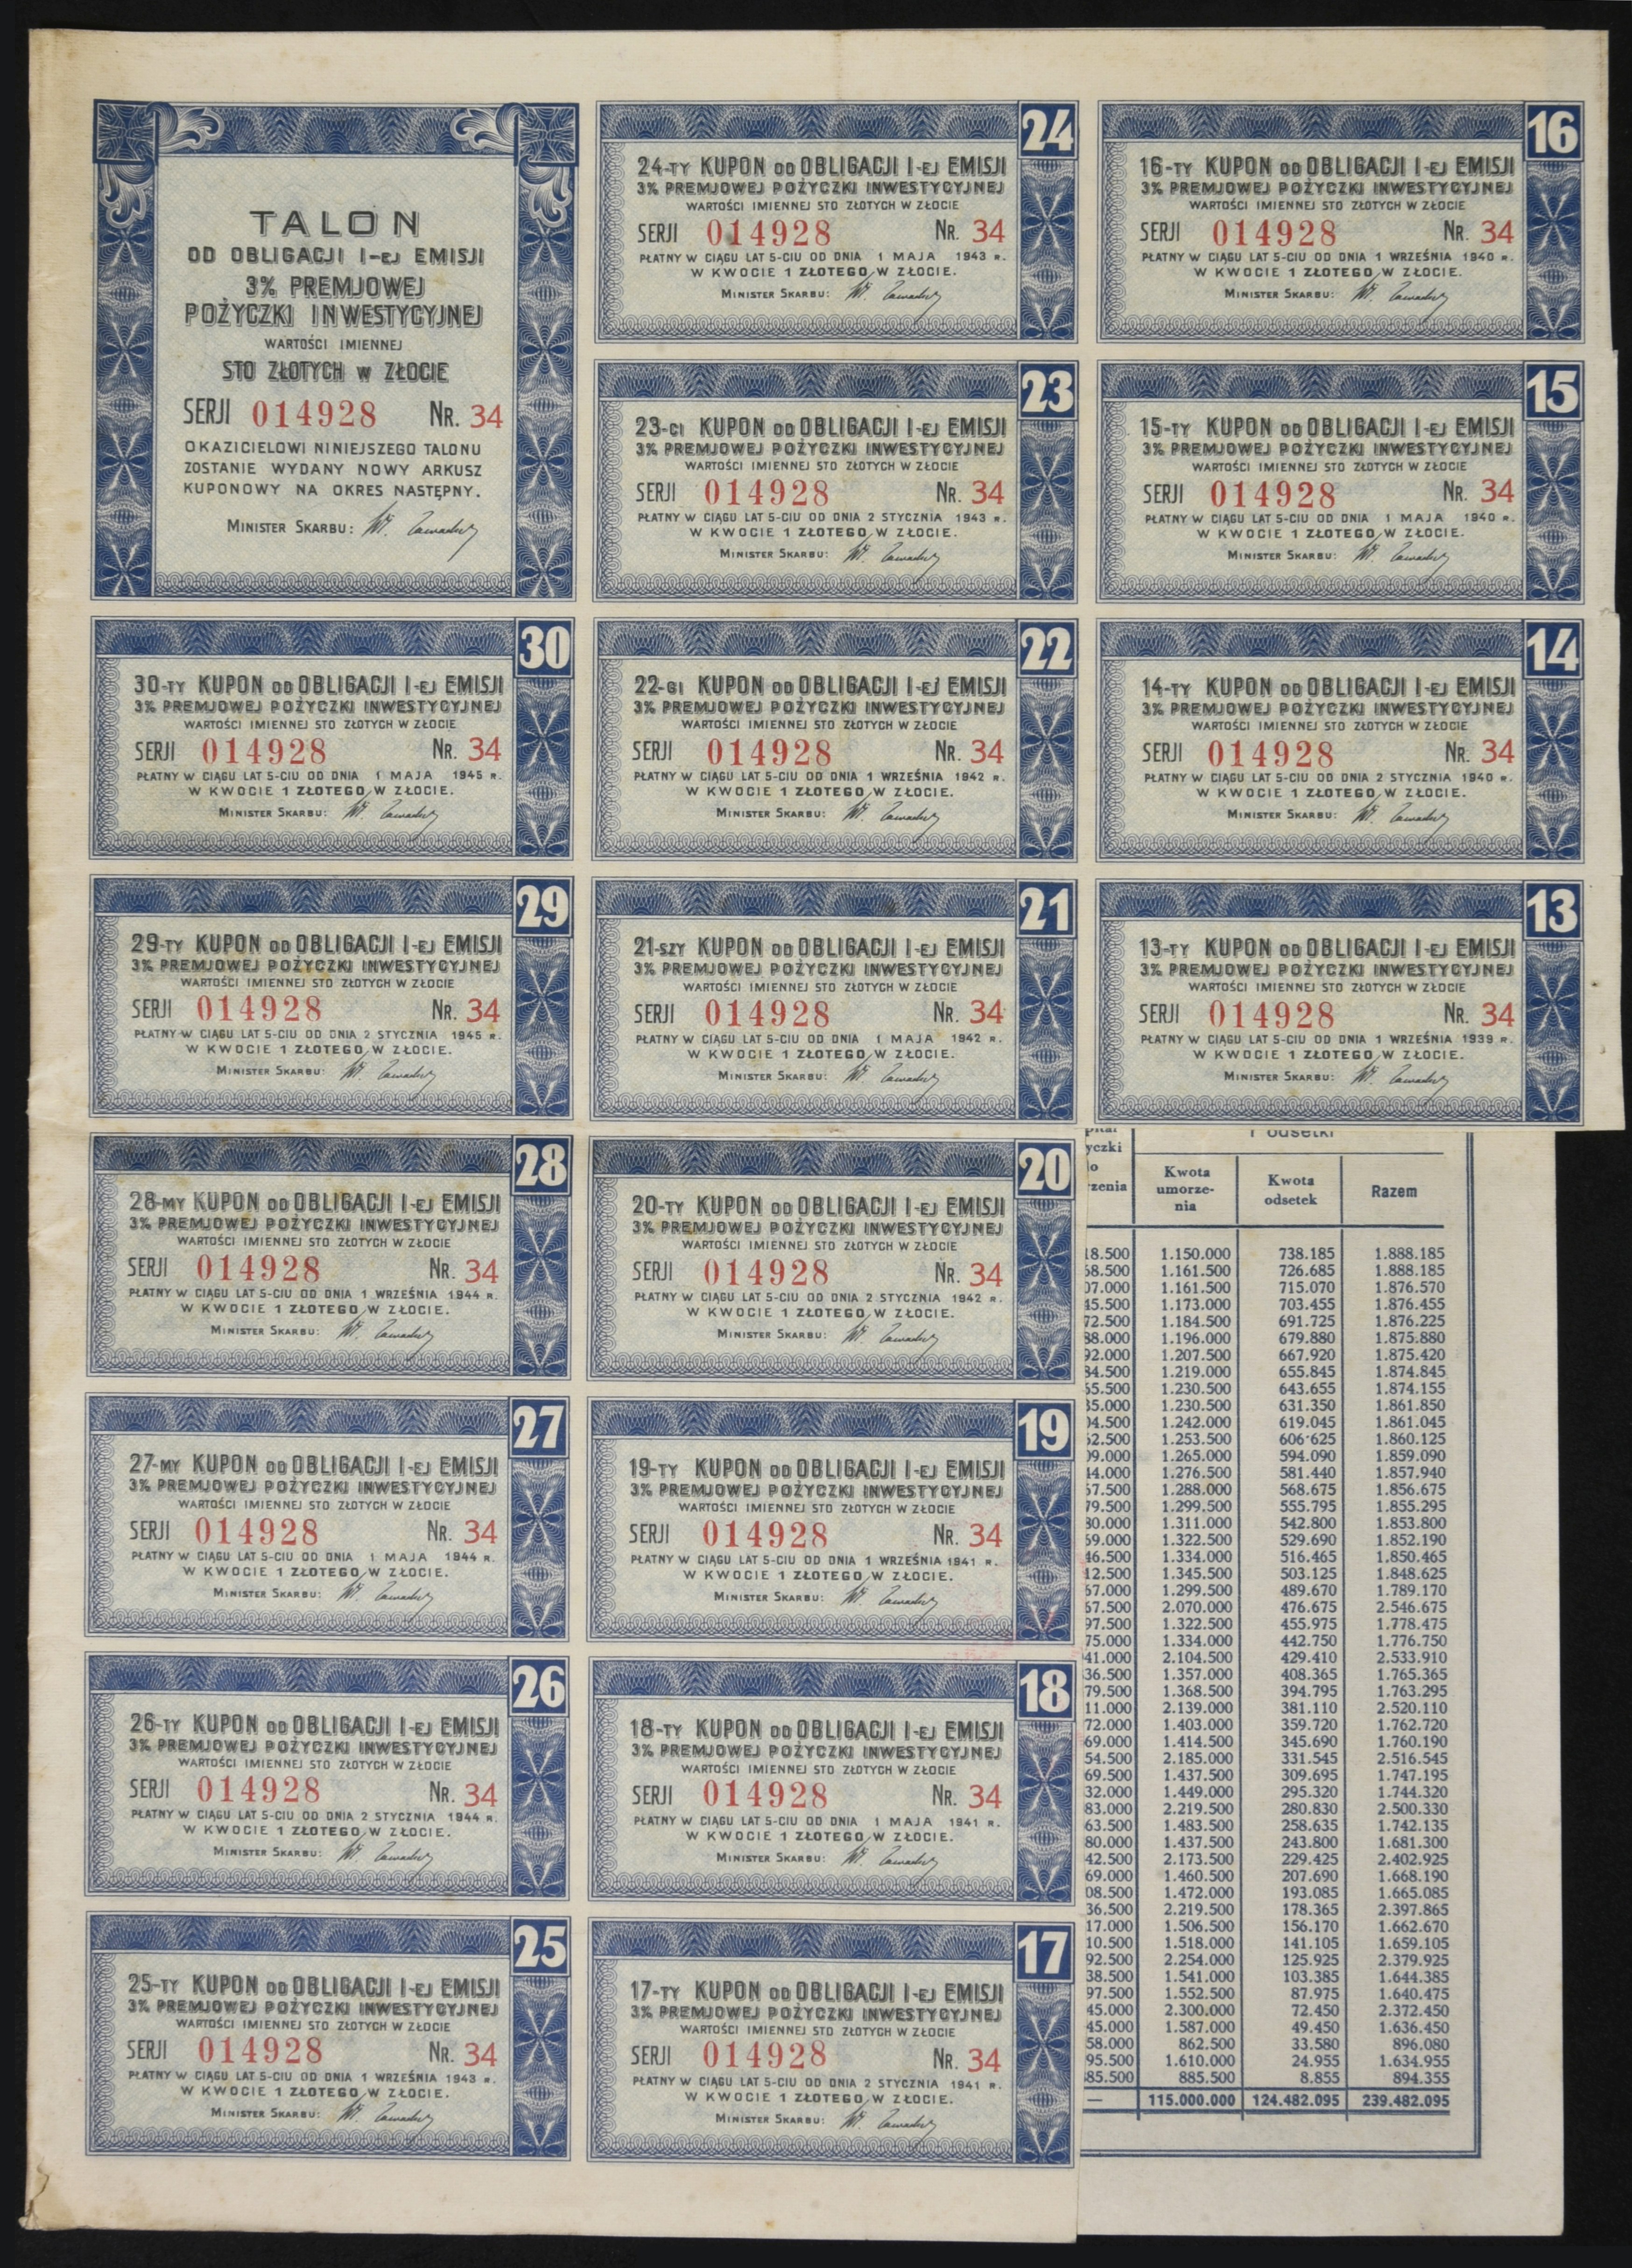 TALON
OD OBLIGACJI I-EJ EMISJI
3% PREMJOWEJ
POŻYCZKI INWESTYCYJNEJ
WARTOŚCI IMIENNEJ
STO ZŁOTYCH W ZŁOCIE
SERJI 014928 NR. 34
OKAZICIELOWI NINIEJSZEGO TALONU
ZOSTANIE WYDANY NOWY ARKUSZ
KUPONOWY NA OKRES NASTĘPNY.
MINISTER SKARBU:
30
30-TY KUPON OD OBLIGACJI I-EJ EMISJI
3% PREMJOWEJ POŻYCZKI INWESTYCYJNEJ
WARTOŚCI IMIENNEJ STO ZŁOTYCH W ZŁOCIE
SERJI 014928 NR. 34
PŁATNY W CIĄGU LAT 5-CIU OD DNIA 1 MAJA 1945 R.
W KWOCIE 1 ZŁOTEGO W ZŁOCIE.
MINISTER SKARBU:
29
29-TY KUPON OD OBLIGACJI I-EJ EMISJI
3% PREMJOWEJ POŻYCZKI INWESTYCYJNEJ
WARTOŚCI IMIENNEJ STO ZŁOTYCH W ZŁOCIE
SERJI 014928 NR. 34
PŁATNY W CIĄGU LAT 5-CIU OD DNIA 2 STYCZNIA 1945 R.
W KWOCIE 1 ZŁOTEGO W ZŁOCIE.
MINISTER SKARBU:
28
28-MY KUPON OD OBLIGACJI I-EJ EMISJI
3% PREMJOWEJ POŻYCZKI INWESTYCYJNEJ
WARTOŚCI IMIENNEJ STO ZŁOTYCH W ZŁOCIE
SERJI 014928 NR. 34
PŁATNY W CIĄGU LAT 5-CIU OD DNIA 1 WRZEŚNIA 1944 R.
W KWOCIE 1 ZŁOTEGO W ZŁOCIE.
MINISTER SKARBU:
27
27-MY KUPON OD OBLIGACJI I-EJ EMISJI
3% PREMJOWEJ POŻYCZKI INWESTYCYJNEJ
WARTOŚCI IMIENNEJ STO ZŁOTYCH W ZŁOCIE
SERJI 014928 NR. 34
PŁATNY W CIĄGU LAT 5-CIU OD DNIA 1 MAJA 1944 R.
W KWOCIE 1 ZŁOTEGO W ZŁOCIE.
MINISTER SKARBU:
26
26-TY KUPON OD OBLIGACJI I-EJ EMISJI
3% PREMJOWEJ POŻYCZKI INWESTYCYJNEJ
WARTOŚCI IMIENNEJ STO ZŁOTYCH W ZŁOCIE
SERJI 014928 NR. 34
PŁATNY W CIĄGU LAT 5-CIU OD DNIA 2 STYCZNIA 1944 R.
W KWOCIE 1 ZŁOTEGO W ZŁOCIE.
MINISTER SKARBU:
25
25-TY KUPON OD OBLIGACJI I-EJ EMISJI
3% PREMJOWEJ POŻYCZKI INWESTYCYJNEJ
WARTOŚCI IMIENNEJ STO ZŁOTYCH W ZŁOCIE
SERJI 014928 NR. 34
PŁATNY W CIĄGU LAT 5-CIU OD DNIA 1 WRZEŚNIA 1943 R.
W KWOCIE 1 ZŁOTEGO W ZŁOCIE.
MINISTER SKARBU:
24
24-TY KUPON OD OBLIGACJI I-EJ EMISJI
3% PREMJOWEJ POŻYCZKI INWESTYCYJNEJ
WARTOŚCI IMIENNEJ STO ZŁOTYCH W ZŁOCIE
SERJI 014928 NR. 34
PŁATNY W CIĄGU LAT 5-CIU OD DNIA 1 MAJA 1943 R.
W KWOCIE 1 ZŁOTEGO W ZŁOCIE.
MINISTER SKARBU:
23
23-CI KUPON OD OBLIGACJI I-EJ EMISJI
3% PREMJOWEJ POŻYCZKI INWESTYCYJNEJ
WARTOŚCI IMIENNEJ STO ZŁOTYCH W ZŁOCIE
SERJI 014928 NR. 34
PŁATNY W CIĄGU LAT 5-CIU OD DNIA 2 STYCZNIA 1943 R.
W KWOCIE 1 ZŁOTEGO W ZŁOCIE.
MINISTER SKARBU:
22
22-GI KUPON OD OBLIGACJI I-EJ EMISJI
3% PREMJOWEJ POŻYCZKI INWESTYCYJNEJ
WARTOŚCI IMIENNEJ STO ZŁOTYCH W ZŁOCIE
SERJI 014928 NR. 34
PŁATNY W CIĄGU LAT 5-CIU OD DNIA 1 WRZEŚNIA 1942 R.
W KWOCIE 1 ZŁOTEGO W ZŁOCIE.
MINISTER SKARBU:
21
21-SZY KUPON OD OBLIGACJI I-EJ EMISJI
3% PREMJOWEJ POŻYCZKI INWESTYCYJNEJ
WARTOŚCI IMIENNEJ STO ZŁOTYCH W ZŁOCIE
SERJI 014928 NR. 34
PŁATNY W CIĄGU LAT 5-CIU OD DNIA 1 MAJA 1942 R.
W KWOCIE 1 ZŁOTEGO W ZŁOCIE.
MINISTER SKARBU:
20
20-TY KUPON OD OBLIGACJI I-EJ EMISJI
3% PREMJOWEJ POŻYCZKI INWESTYCYJNEJ
WARTOŚCI IMIENNEJ STO ZŁOTYCH W ZŁOCIE
SERJI 014928 NR. 34
PŁATNY W CIĄGU LAT 5-CIU OD DNIA 2 STYCZNIA 1942 R.
W KWOCIE 1 ZŁOTEGO W ZŁOCIE.
MINISTER SKARBU:
19
19-TY KUPON OD OBLIGACJI I-EJ EMISJI
3% PREMJOWEJ POŻYCZKI INWESTYCYJNEJ
WARTOŚCI IMIENNEJ STO ZŁOTYCH W ZŁOCIE
SERJI 014928 NR. 34
PŁATNY W CIĄGU LAT 5-CIU OD DNIA 1 WRZEŚNIA 1941 R.
W KWOCIE 1 ZŁOTEGO W ZŁOCIE.
MINISTER SKARBU:
18
18-TY KUPON OD OBLIGACJI I-EJ EMISJI
3% PREMJOWEJ POŻYCZKI INWESTYCYJNEJ
WARTOŚCI IMIENNEJ STO ZŁOTYCH W ZŁOCIE
SERJI 014928 NR. 34
PŁATNY W CIĄGU LAT 5-CIU OD DNIA 1 MAJA 1941 R.
W KWOCIE 1 ZŁOTEGO W ZŁOCIE.
MINISTER SKARBU:
17
17-TY KUPON OD OBLIGACJI I-EJ EMISJI
3% PREMJOWEJ POŻYCZKI INWESTYCYJNEJ
WARTOŚCI IMIENNEJ STO ZŁOTYCH W ZŁOCIE
SERJI 014928 NR. 34
PŁATNY W CIĄGU LAT 5-CIU OD DNIA 2 STYCZNIA 1941 R.
W KWOCIE 1 ZŁOTEGO W ZŁOCIE.
MINISTER SKARBU:
16
16-TY KUPON OD OBLIGACJI I-EJ EMISJI
3% PREMJOWEJ POŻYCZKI INWESTYCYJNEJ
WARTOŚCI IMIENNEJ STO ZŁOTYCH W ZŁOCIE
SERJI 014928 NR. 34
PŁATNY W CIĄGU LAT 5-CIU OD DNIA 1 WRZEŚNIA 1940 R.
W KWOCIE 1 ZŁOTEGO W ZŁOCIE.
MINISTER SKARBU:
15
15-TY KUPON OD OBLIGACJI I-EJ EMISJI
3% PREMJOWEJ POŻYCZKI INWESTYCYJNEJ
WARTOŚCI IMIENNEJ STO ZŁOTYCH W ZŁOCIE
SERJI 014928 NR. 34
PŁATNY W CIĄGU LAT 5-CIU OD DNIA 1 MAJA 1940 R.
W KWOCIE 1 ZŁOTEGO W ZŁOCIE.
MINISTER SKARBU:
14
14-TY KUPON OD OBLIGACJI I-EJ EMISJI
3% PREMJOWEJ POŻYCZKI INWESTYCYJNEJ
WARTOŚCI IMIENNEJ STO ZŁOTYCH W ZŁOCIE
SERJI 014928 NR. 34
PŁATNY W CIĄGU LAT 5-CIU OD DNIA 2 STYCZNIA 1940 R.
W KWOCIE 1 ZŁOTEGO W ZŁOCIE.
MINISTER SKARBU:
13
13-TY KUPON OD OBLIGACJI I-EJ EMISJI
3% PREMJOWEJ POŻYCZKI INWESTYCYJNEJ
WARTOŚCI IMIENNEJ STO ZŁOTYCH W ZŁOCIE
SERJI 014928 NR. 34
PŁATNY W CIĄGU LAT 5-CIU OD DNIA 1 WRZEŚNIA 1939 R.
W KWOCIE 1 ZŁOTEGO W ZŁOCIE.
MINISTER SKARBU:
Kwota umorze-nia Kwota odsetek Razem
1.150.000 738.185 1.888.185
1.161.500 726.685 1.888.185
1.161.500 715.070 1.876.570
1.173.000 703.455 1.876.455
1.184.500 691.725 1.876.225
1.196.000 679.880 1.875.880
1.207.500 667.920 1.875.420
1.219.000 655.845 1.874.845
1.230.500 643.655 1.874.155
1.230.500 631.350 1.861.850
1.242.000 619.045 1.861.045
1.253.500 606·625 1.860.125
1.265.000 594.090 1.859.090
1.276.500 581.440 1.857.940
1.288.000 568.675 1.856.675
1.299.500 555.795 1.855.295
1.311.000 542.800 1.853.800
1.322.500 529.690 1.852.190
1.334.000 516.465 1.850.465
1.345.500 503.125 1.848.625
1.299.500 489.670 1.789.170
2.070.000 476.675 2.546.675
1.322.500 455.975 1.778.475
1.334.000 442.750 1.776.750
2.104.500 429.410 2.533.910
1.357.000 408.365 1.765.365
1.368.500 394.795 1.763.295
2.139.000 381.110 2.520.110
1.403.000 359.720 1.762.720
1.414.500 345.690 1.760.190
2.185.000 331.545 2.516.545
1.437.500 309.695 1.747.195
1.449.000 295.320 1.744.320
2.219.500 280.830 2.500.330
1.483.500 258.635 1.742.135
1.437.500 243.800 1.681.300
2.173.500 229.425 2.402.925
1.460.500 207.690 1.668.190
1.472.000 193.085 1.665.085
2.219.500 178.365 2.397.865
1.506.500 156.170 1.662.670
1.518.000 141.105 1.659.105
2.254.000 125.925 2.379.925
1.541.000 103.385 1.644.385
1.552.500 87.975 1.640.475
2.300.000 72.450 2.372.450
1.587.000 49.450 1.636.450
862.500 33.580 896.080
1.610.000 24.955 1.634.955
885.500 8.855 894.355
— 115.000.000 124.482.095 239.482.095